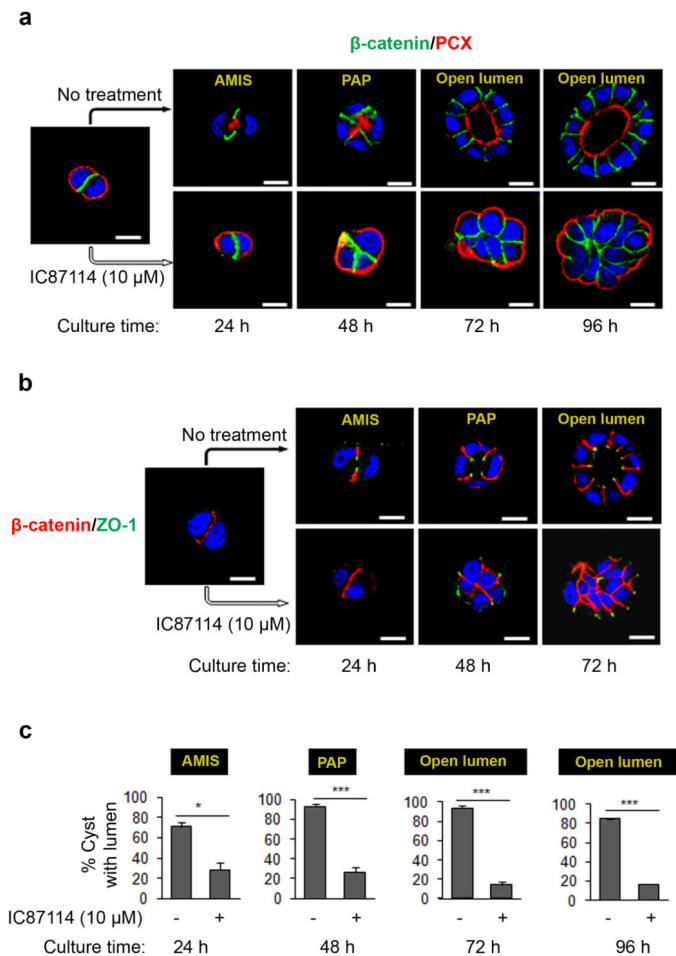 a
β-catenin/PCX
AMIS PAP Open lumen Open lumen
No treatment
IC87114 (10 µM)
Culture time: 24 h 48 h 72 h 96 h
b
AMIS PAP Open lumen
No treatment
β-catenin/ZO-1
IC87114 (10 µM)
Culture time: 24 h 48 h 72 h
c
AMIS PAP Open lumen Open lumen
% Cyst with lumen
100 80 60 40 20 0
*
100 80 60 40 20 0
***
100 80 60 40 20 0
***
100 80 60 40 20 0
***
IC87114 (10 µM) - + - + - + - +
Culture time: 24 h 48 h 72 h 96 h